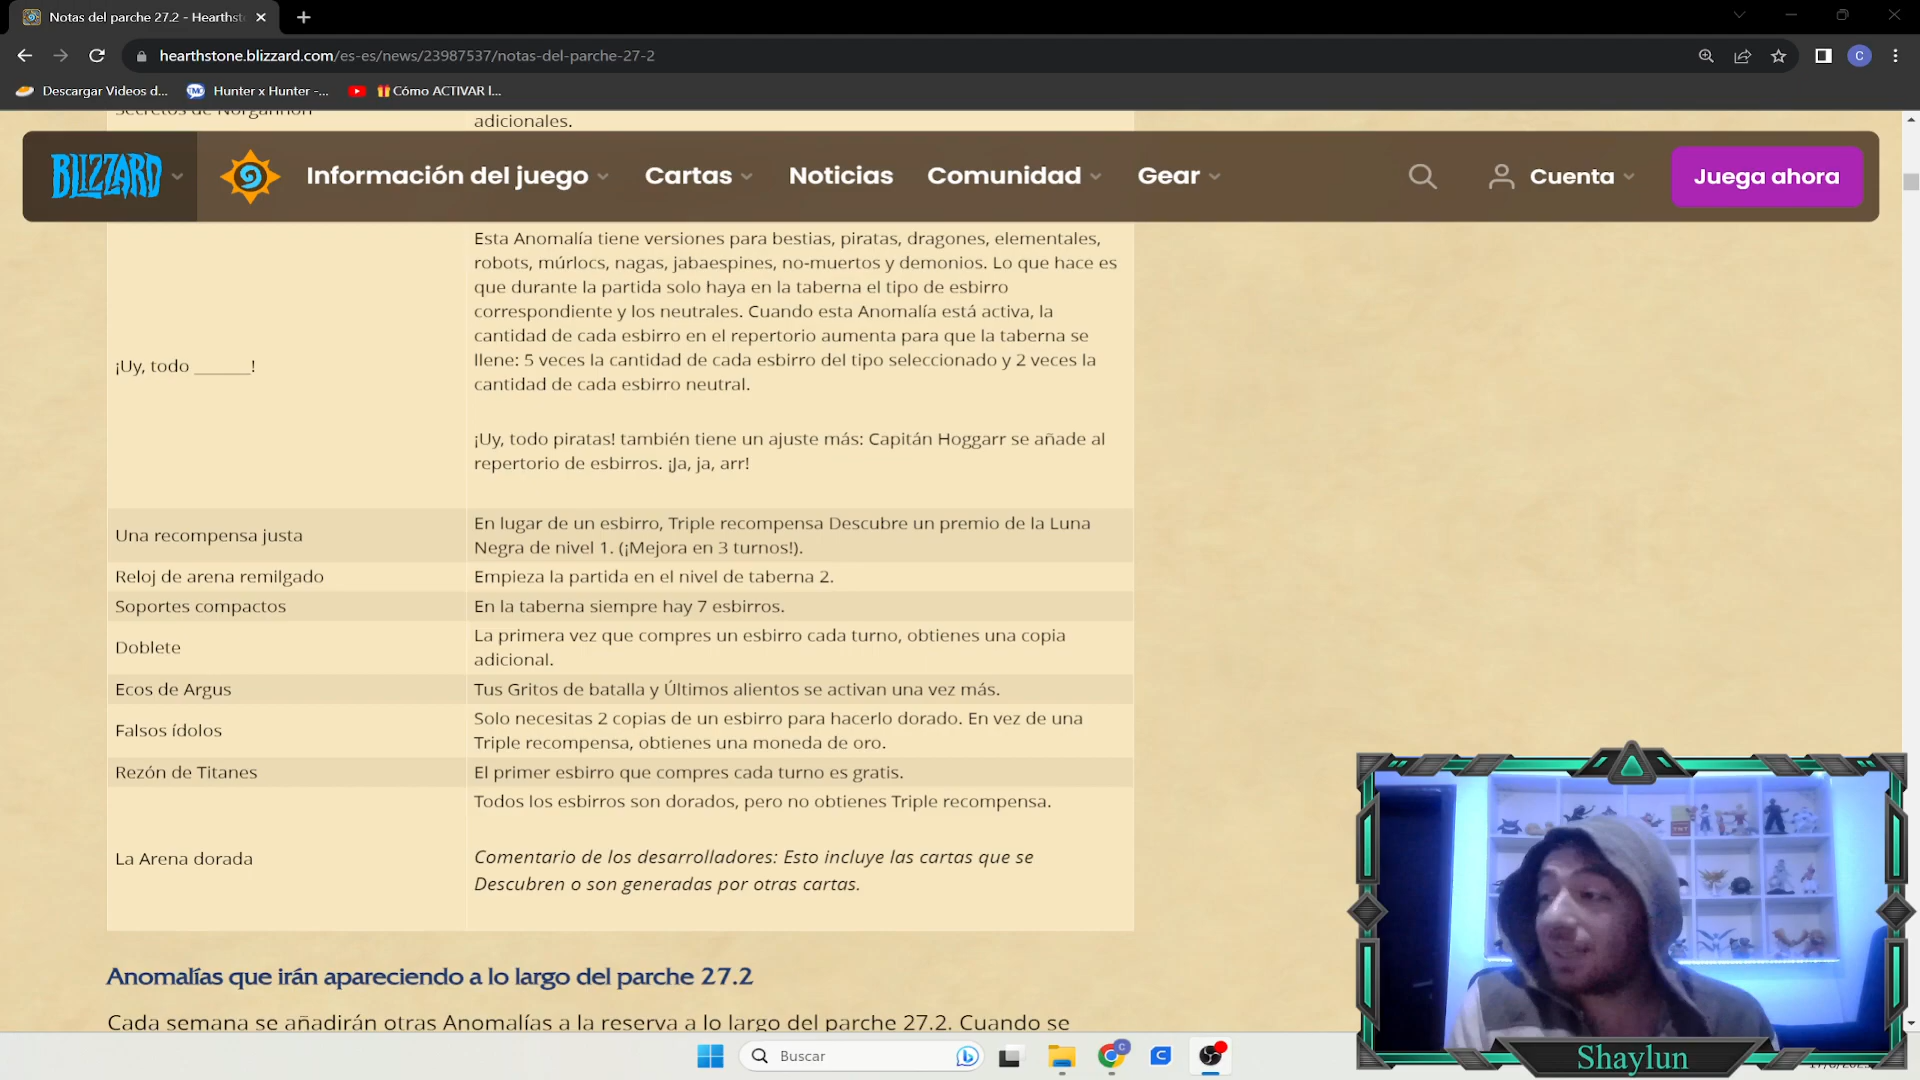 Notas del parche 27.2 - Hearthst
hearthstone.blizzard.com/es-es/news/23987537/notas-del-parche-27-2
C
Descargar Videos d...
Hunter x Hunter -...
Cómo ACTIVAR l...
Secretos de Norgannon
adicionales.
BLIZZARD
Información del juego
Cartas
Noticias
Comunidad
Gear
Cuenta
Juega ahora
¡Uy, todo ______!
Esta Anomalía tiene versiones para bestias, piratas, dragones, elementales,
robots, múrlocs, nagas, jabaespines, no-muertos y demonios. Lo que hace es
que durante la partida solo haya en la taberna el tipo de esbirro
correspondiente y los neutrales. Cuando esta Anomalía está activa, la
cantidad de cada esbirro en el repertorio aumenta para que la taberna se
llene: 5 veces la cantidad de cada esbirro del tipo seleccionado y 2 veces la
cantidad de cada esbirro neutral.
¡Uy, todo piratas! también tiene un ajuste más: Capitán Hoggarr se añade al
repertorio de esbirros. ¡Ja, ja, arr!
Una recompensa justa
En lugar de un esbirro, Triple recompensa Descubre un premio de la Luna
Negra de nivel 1. (¡Mejora en 3 turnos!).
Reloj de arena remilgado
Empieza la partida en el nivel de taberna 2.
Soportes compactos
En la taberna siempre hay 7 esbirros.
Doblete
La primera vez que compres un esbirro cada turno, obtienes una copia
adicional.
Ecos de Argus
Tus Gritos de batalla y Últimos alientos se activan una vez más.
Falsos ídolos
Solo necesitas 2 copias de un esbirro para hacerlo dorado. En vez de una
Triple recompensa, obtienes una moneda de oro.
Rezón de Titanes
El primer esbirro que compres cada turno es gratis.
La Arena dorada
Todos los esbirros son dorados, pero no obtienes Triple recompensa.
Comentario de los desarrolladores: Esto incluye las cartas que se
Descubren o son generadas por otras cartas.
Anomalías que irán apareciendo a lo largo del parche 27.2
Cada semana se añadirán otras Anomalías a la reserva a lo largo del parche 27.2. Cuando se
Buscar
TNT
Shaylun